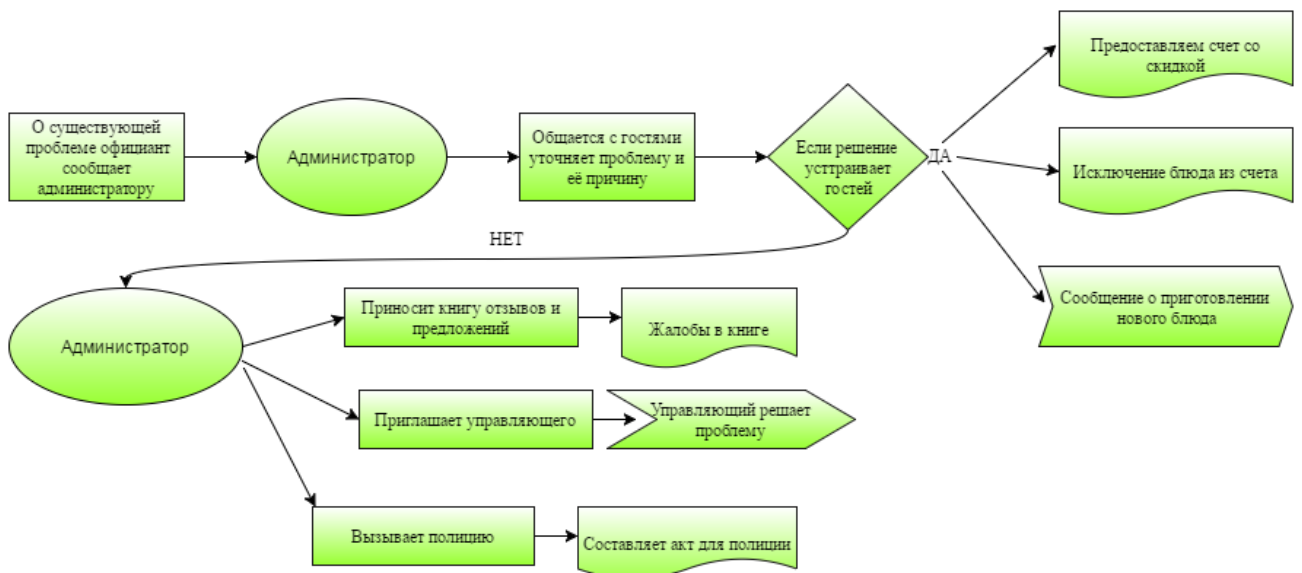 О существующей
проблеме официант
сообщает
администратору
Администратор
Общается с гостями
уточняет проблему и
её причину
Если решение
устраивает
гостей
ДА
Предоставляем счет со
скидкой
Исключение блюда из счета
Сообщение о приготовлении
нового блюда
НЕТ
Администратор
Приносит книгу отзывов и
предложений
Жалобы в книге
Приглашает управляющего
Управляющий решает
проблему
Вызывает полицию
Составляет акт для полиции